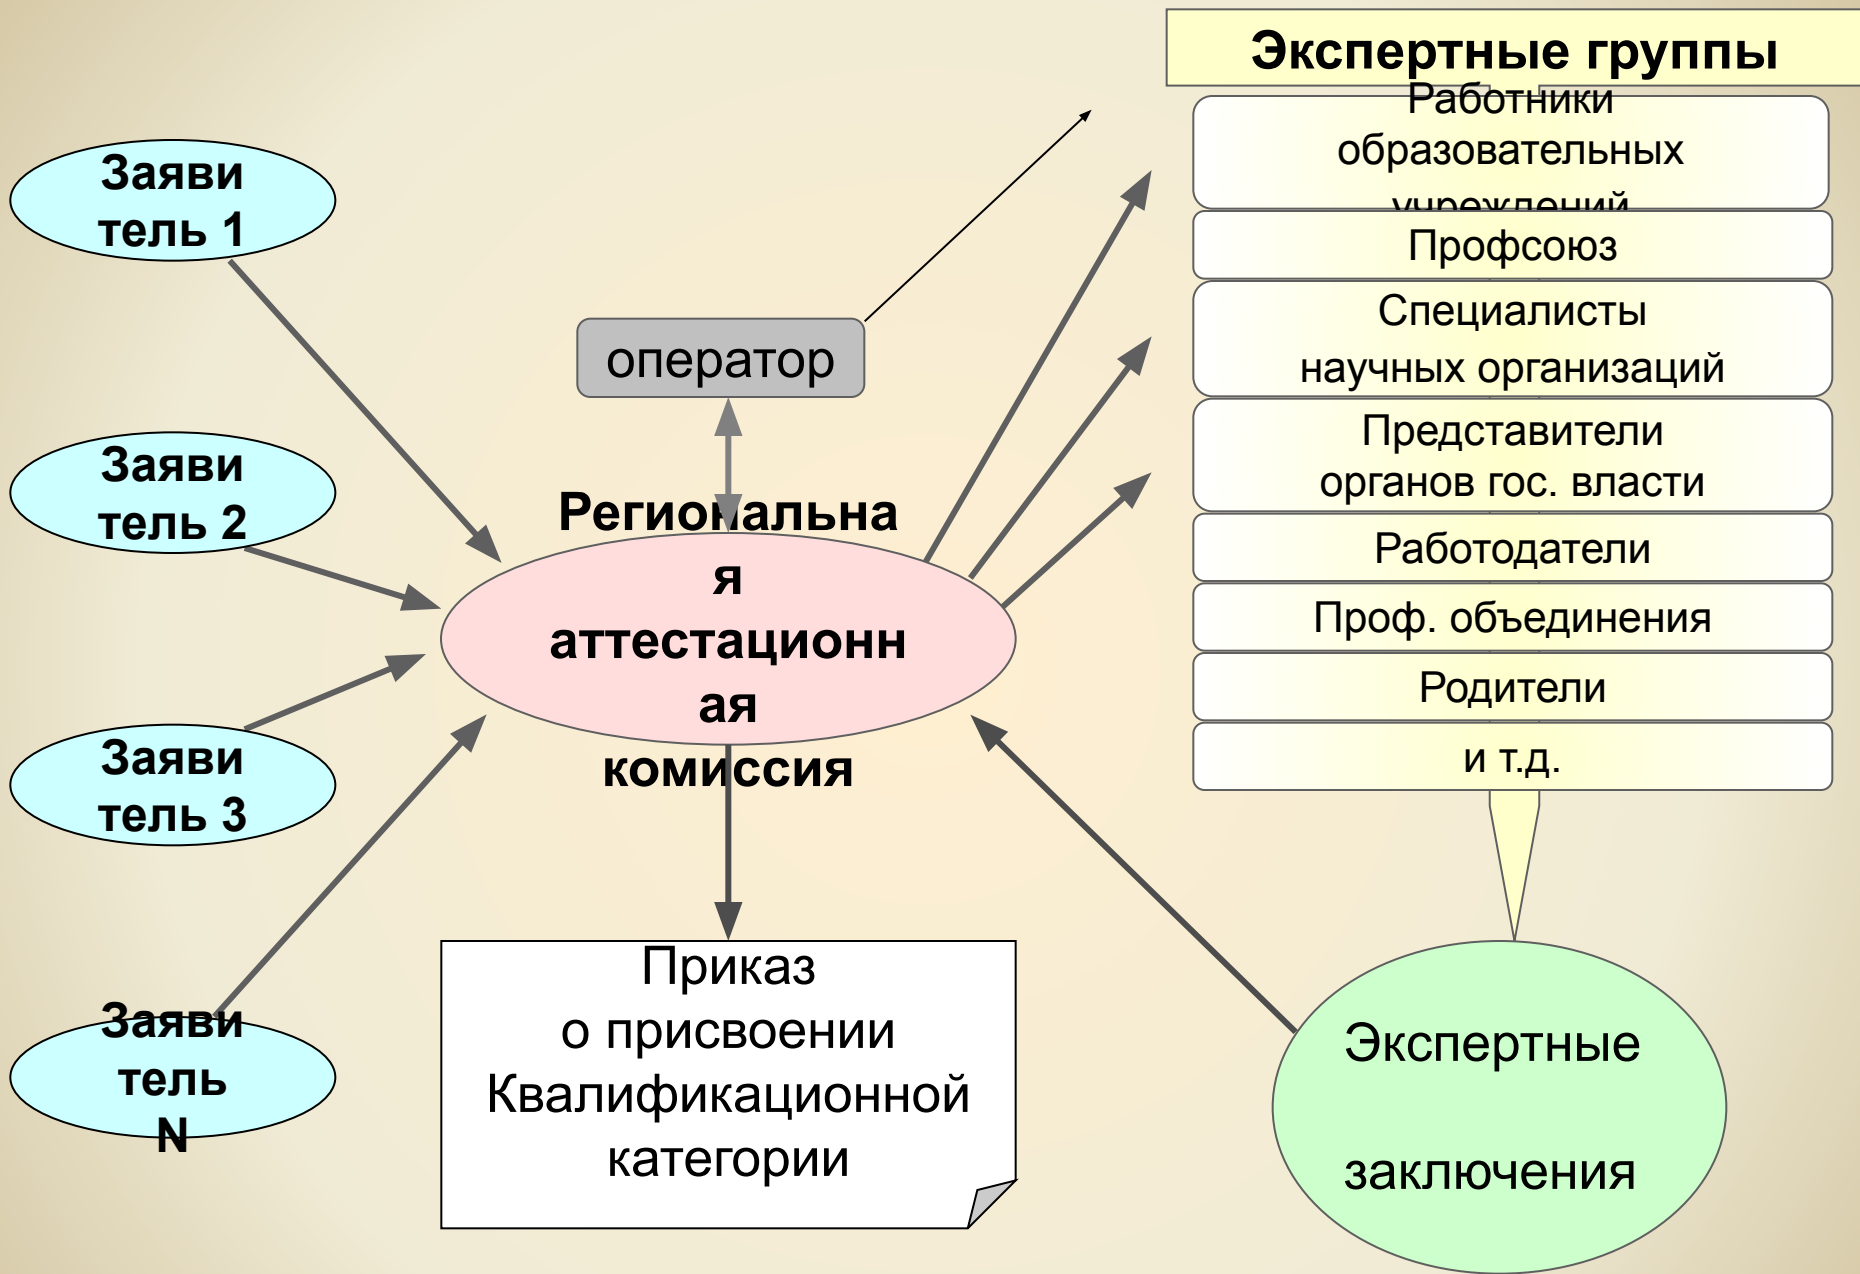 Экспертные группы
Работники
образовательных
учреждений
Профсоюз
Специалисты
научных организаций
Представители
органов гос. власти
Работодатели
Проф. объединения
Родители
и т.д.
Заяви
тель 1
Заяви
тель 2
Заяви
тель 3
Заяви
тель
N
оператор
Региональна
я
аттестационн
ая
комиссия
Приказ
о присвоении
Квалификационной
категории
Экспертные
заключения